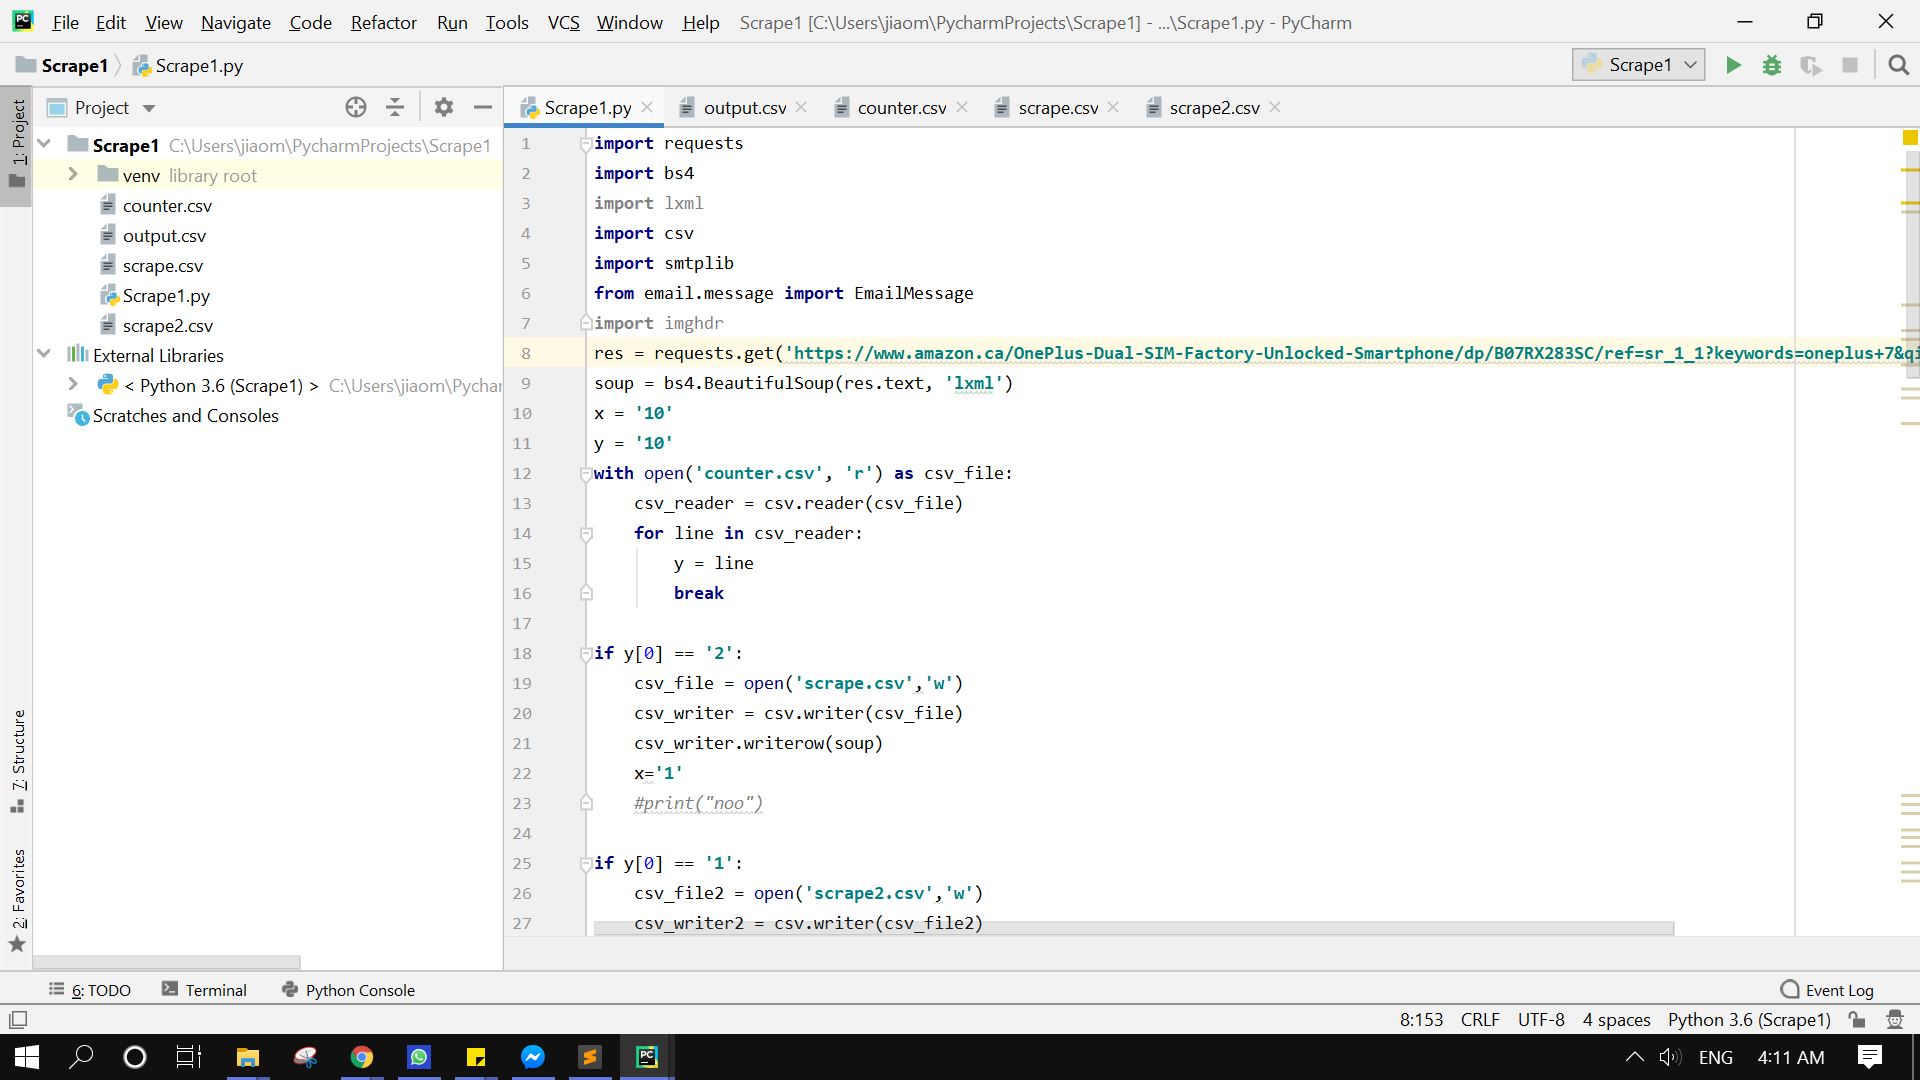 File Edit View Navigate Code Refactor Run Tools VCS Window Help Scrape1 [C:\Users\jiaom\PycharmProjects\Scrape1] - ...\Scrape1.py - PyCharm
Scrape1 Scrape1.py Scrape1
Project Scrape1.py output.csv counter.csv scrape.csv scrape2.csv
1: Project
7: Structure
2: Favorites
Scrape1 C:\Users\jiaom\PycharmProjects\Scrape1
venv library root
counter.csv
output.csv
scrape.csv
Scrape1.py
scrape2.csv
External Libraries
< Python 3.6 (Scrape1) > C:\Users\jiaom\Pychar
Scratches and Consoles
1 import requests
2 import bs4
3 import lxml
4 import csv
5 import smtplib
6 from email.message import EmailMessage
7 import imghdr
8 res = requests.get('https://www.amazon.ca/OnePlus-Dual-SIM-Factory-Unlocked-Smartphone/dp/B07RX283SC/ref=sr_1_1?keywords=oneplus+7&qi
9 soup = bs4.BeautifulSoup(res.text, 'lxml')
10 x = '10'
11 y = '10'
12 with open('counter.csv', 'r') as csv_file:
13     csv_reader = csv.reader(csv_file)
14     for line in csv_reader:
15         y = line
16         break
17
18 if y[0] == '2':
19     csv_file = open('scrape.csv','w')
20     csv_writer = csv.writer(csv_file)
21     csv_writer.writerow(soup)
22     x='1'
23     #print("noo")
24
25 if y[0] == '1':
26     csv_file2 = open('scrape2.csv','w')
27     csv_writer2 = csv.writer(csv_file2)
6: TODO Terminal Python Console Event Log
8:153 CRLF UTF-8 4 spaces Python 3.6 (Scrape1)
PC ENG 4:11 AM